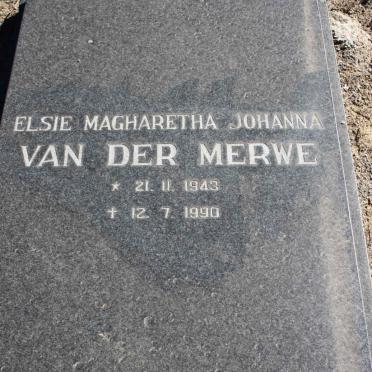 ELSIE MAGHARETHA JOHANNA
VAN DER MERWE
* 21. 11. 1943
† 12. 7. 1990